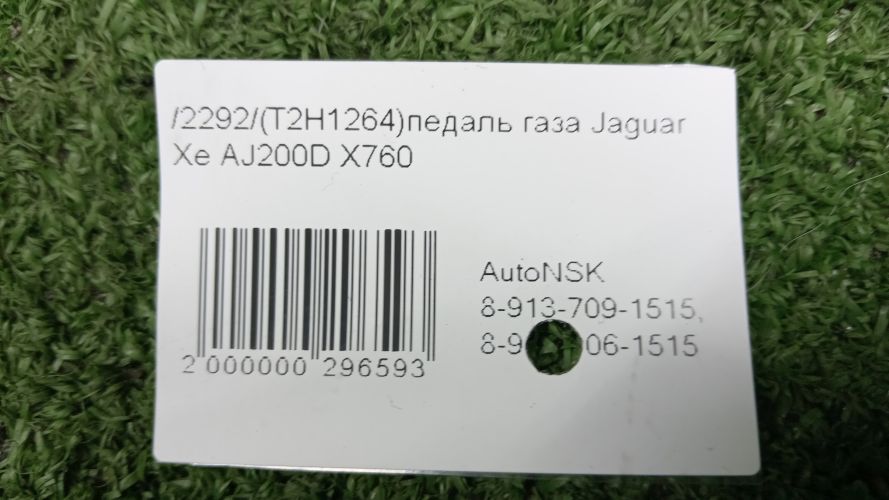 /2292/(T2H1264)педаль газа Jaguar
Xe AJ200D X760
AutoNSK
8-913-709-1515,
2 000000 296593